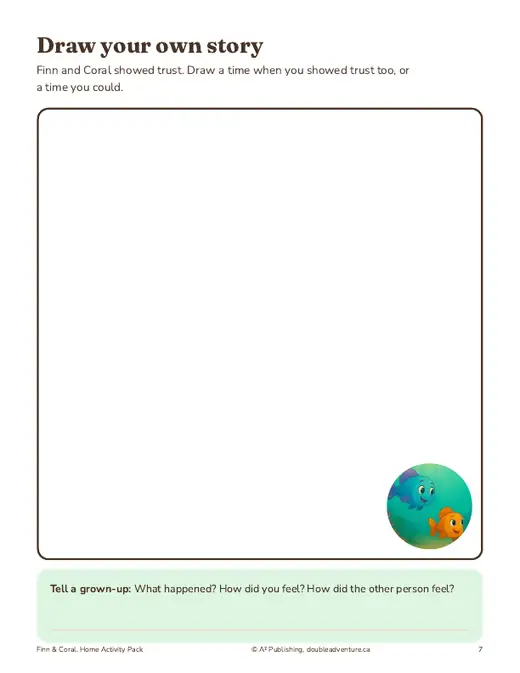 Draw your own story
Finn and Coral showed trust. Draw a time when you showed trust too, or
a time you could.
Tell a grown-up: What happened? How did you feel? How did the other person feel?
Finn & Coral. Home Activity Pack
© A² Publishing, doubleadventure.ca
7